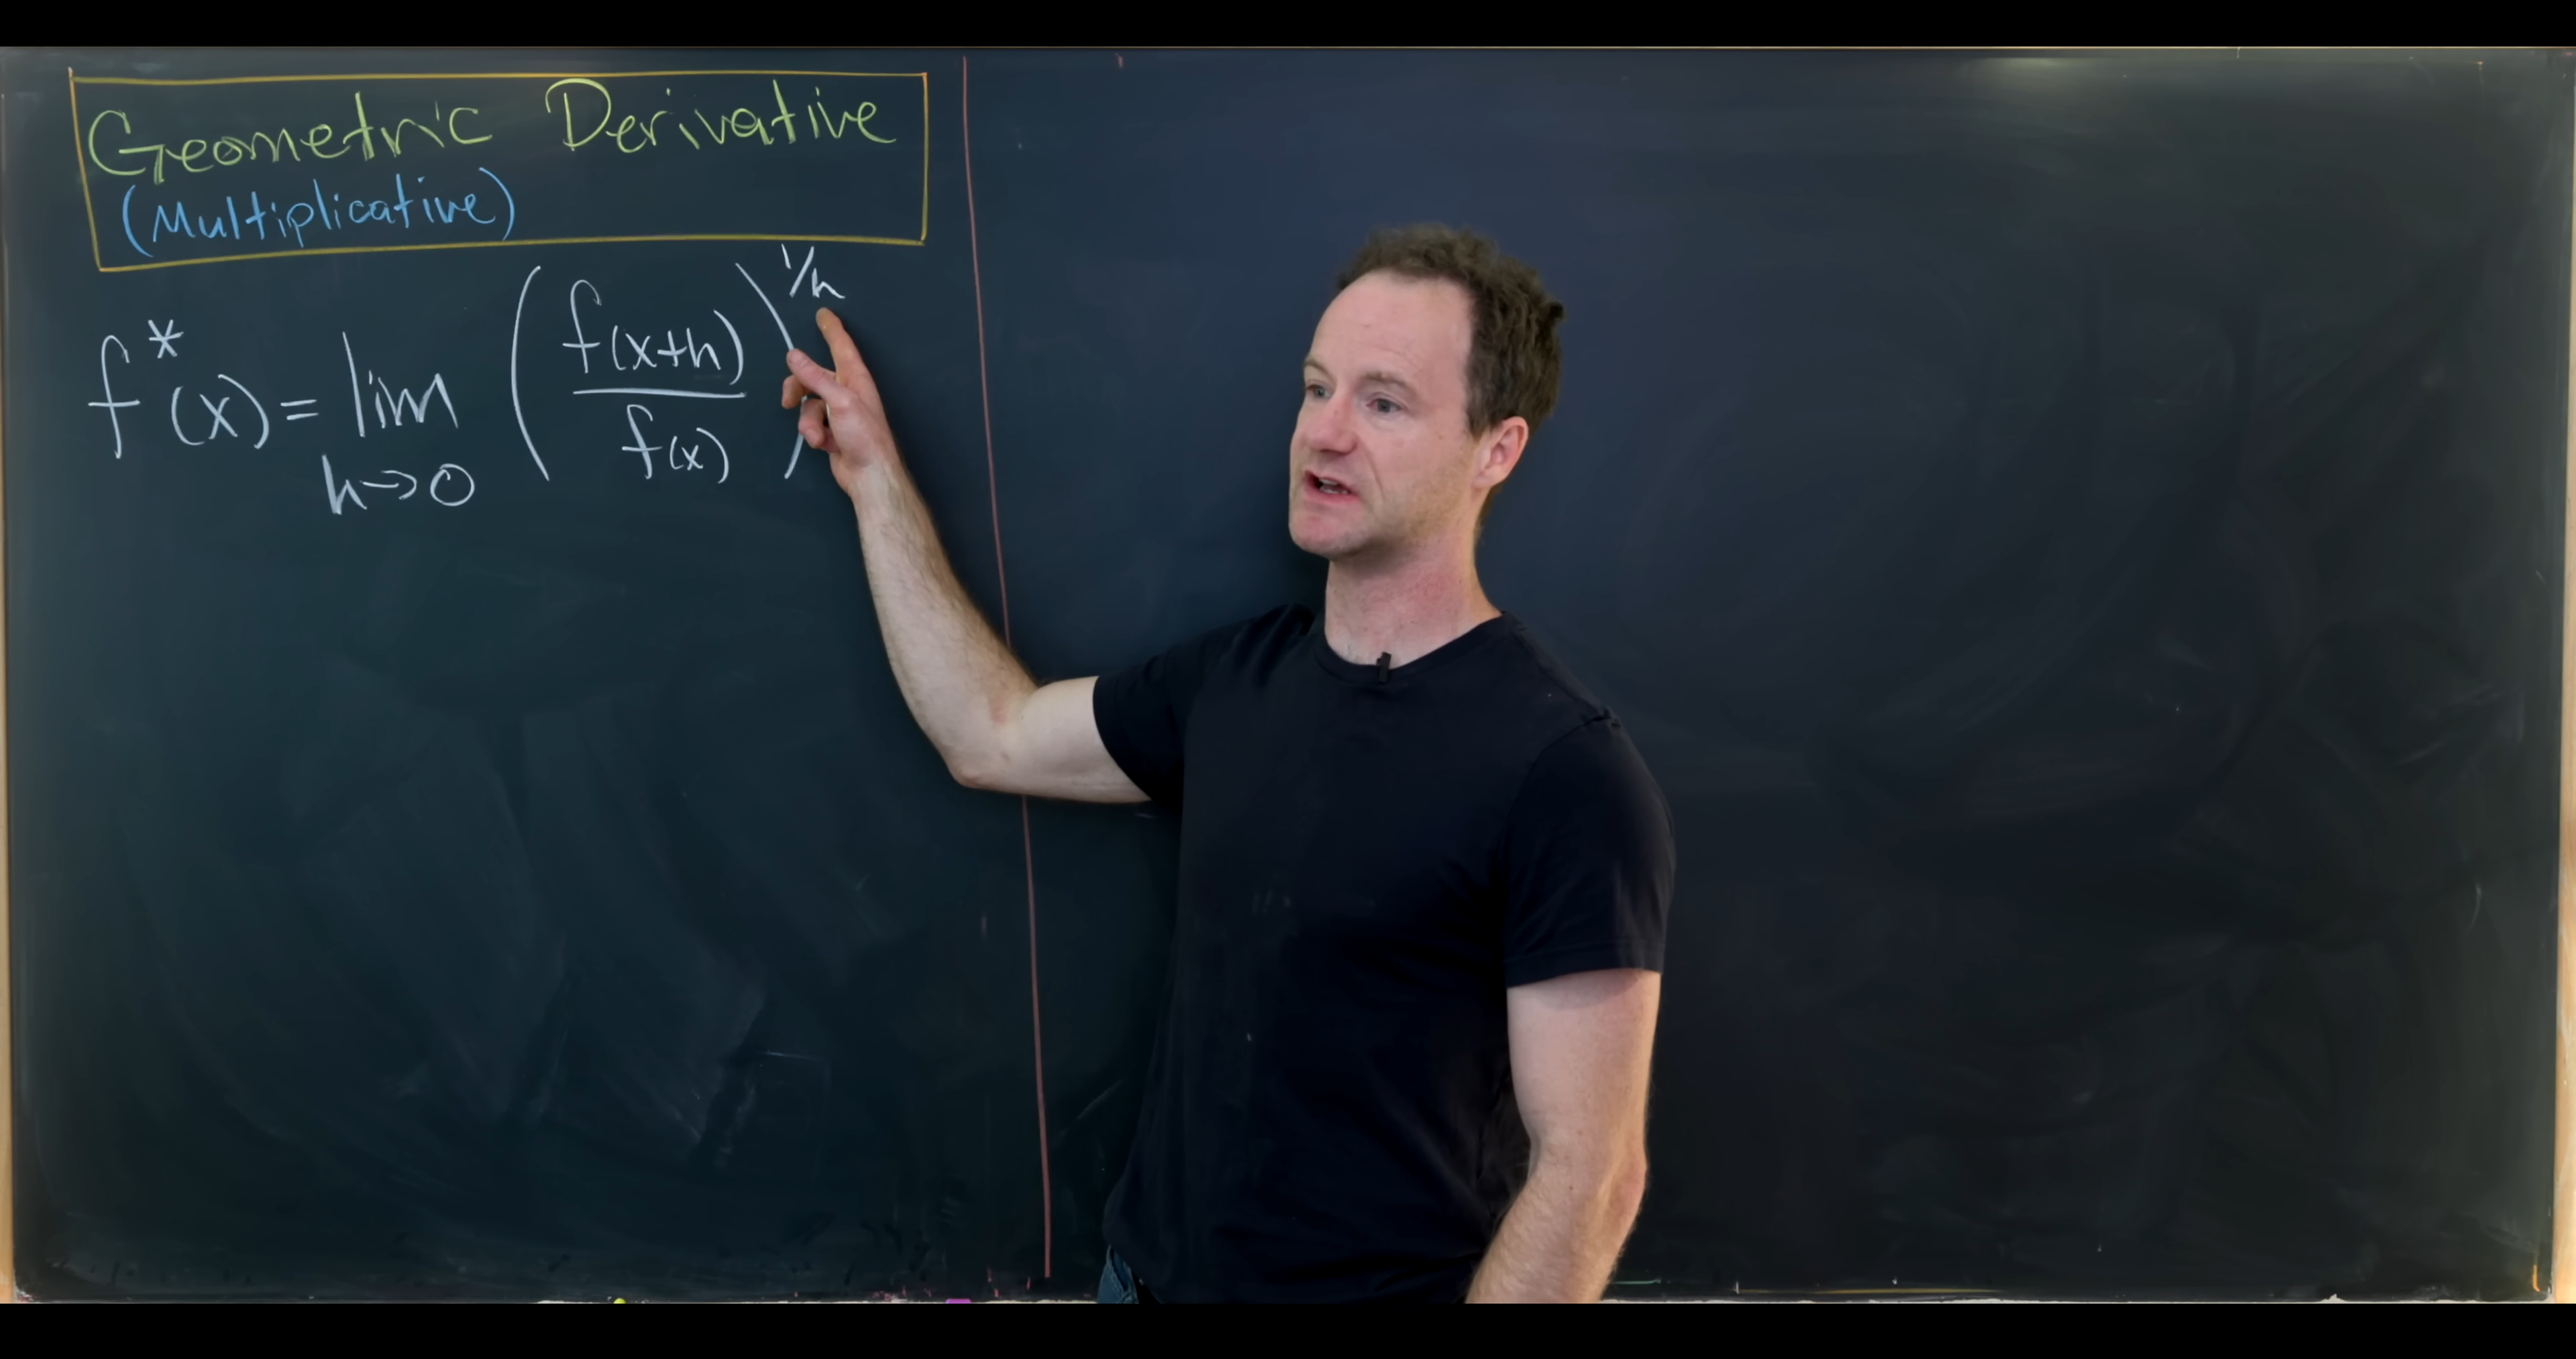 Geometric Derivative
(Multiplicative)
f*(x) = lim h→0 (f(x+h)/f(x))^1/h